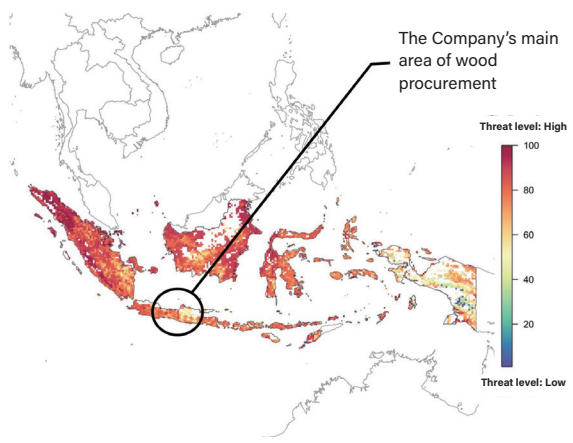 The Company's main
area of wood
procurement
Threat level: High
100
80
60
40
20
Threat level: Low